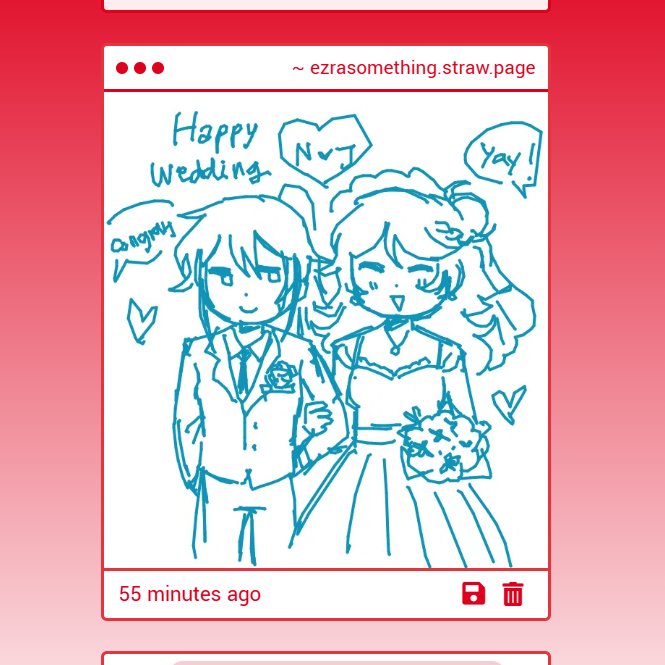 ~ ezrasomething.straw.page
Happy
Wedding
N ♥ J
Yay!
Congrats
55 minutes ago